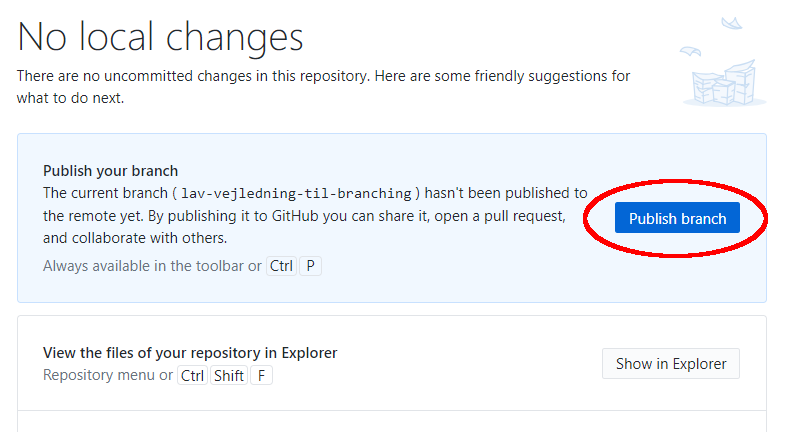 No local changes
There are no uncommitted changes in this repository. Here are some friendly suggestions for
what to do next.
Publish your branch
The current branch ( lav-vejledning-til-branching ) hasn't been published to
the remote yet. By publishing it to GitHub you can share it, open a pull request,
and collaborate with others.
Always available in the toolbar or Ctrl P
Publish branch
View the files of your repository in Explorer
Repository menu or Ctrl Shift F
Show in Explorer